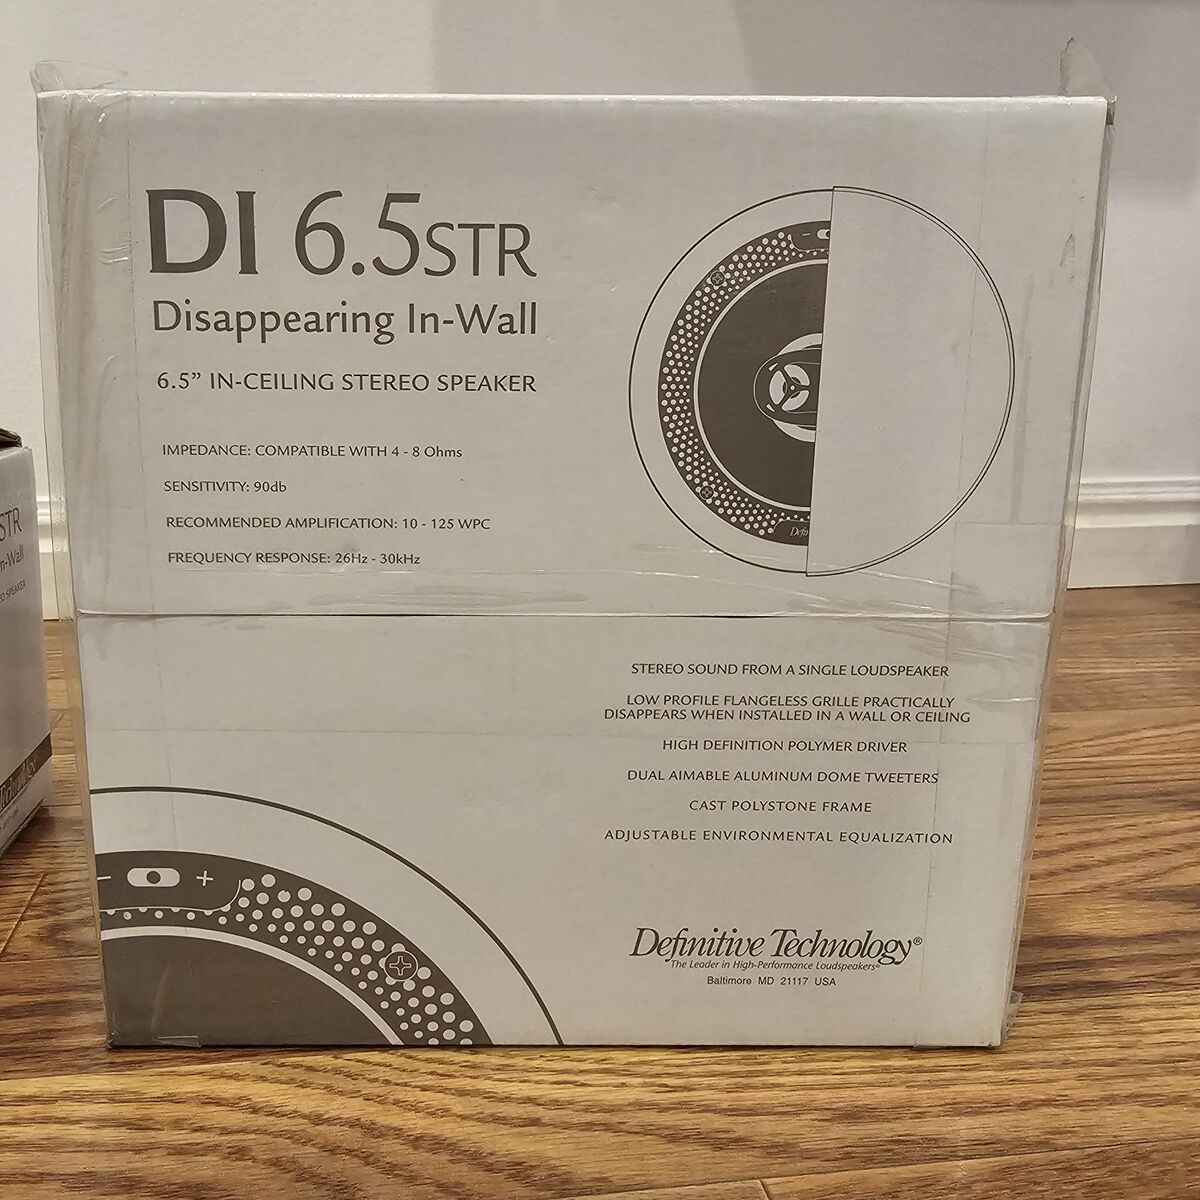 DI 6.5STR
Disappearing In-Wall
6.5” IN-CEILING STEREO SPEAKER
IMPEDANCE: COMPATIBLE WITH 4 - 8 Ohms
SENSITIVITY: 90db
RECOMMENDED AMPLIFICATION: 10 - 125 WPC
FREQUENCY RESPONSE: 26Hz - 30kHz
- +
Defin
STEREO SOUND FROM A SINGLE LOUDSPEAKER
LOW PROFILE FLANGELESS GRILLE PRACTICALLY
DISAPPEARS WHEN INSTALLED IN A WALL OR CEILING
HIGH DEFINITION POLYMER DRIVER
DUAL AIMABLE ALUMINUM DOME TWEETERS
CAST POLYSTONE FRAME
ADJUSTABLE ENVIRONMENTAL EQUALIZATION
Definitive Technology®
The Leader in High-Performance Loudspeakers®
Baltimore MD 21117 USA
STR
n-Wall
SPEAKER